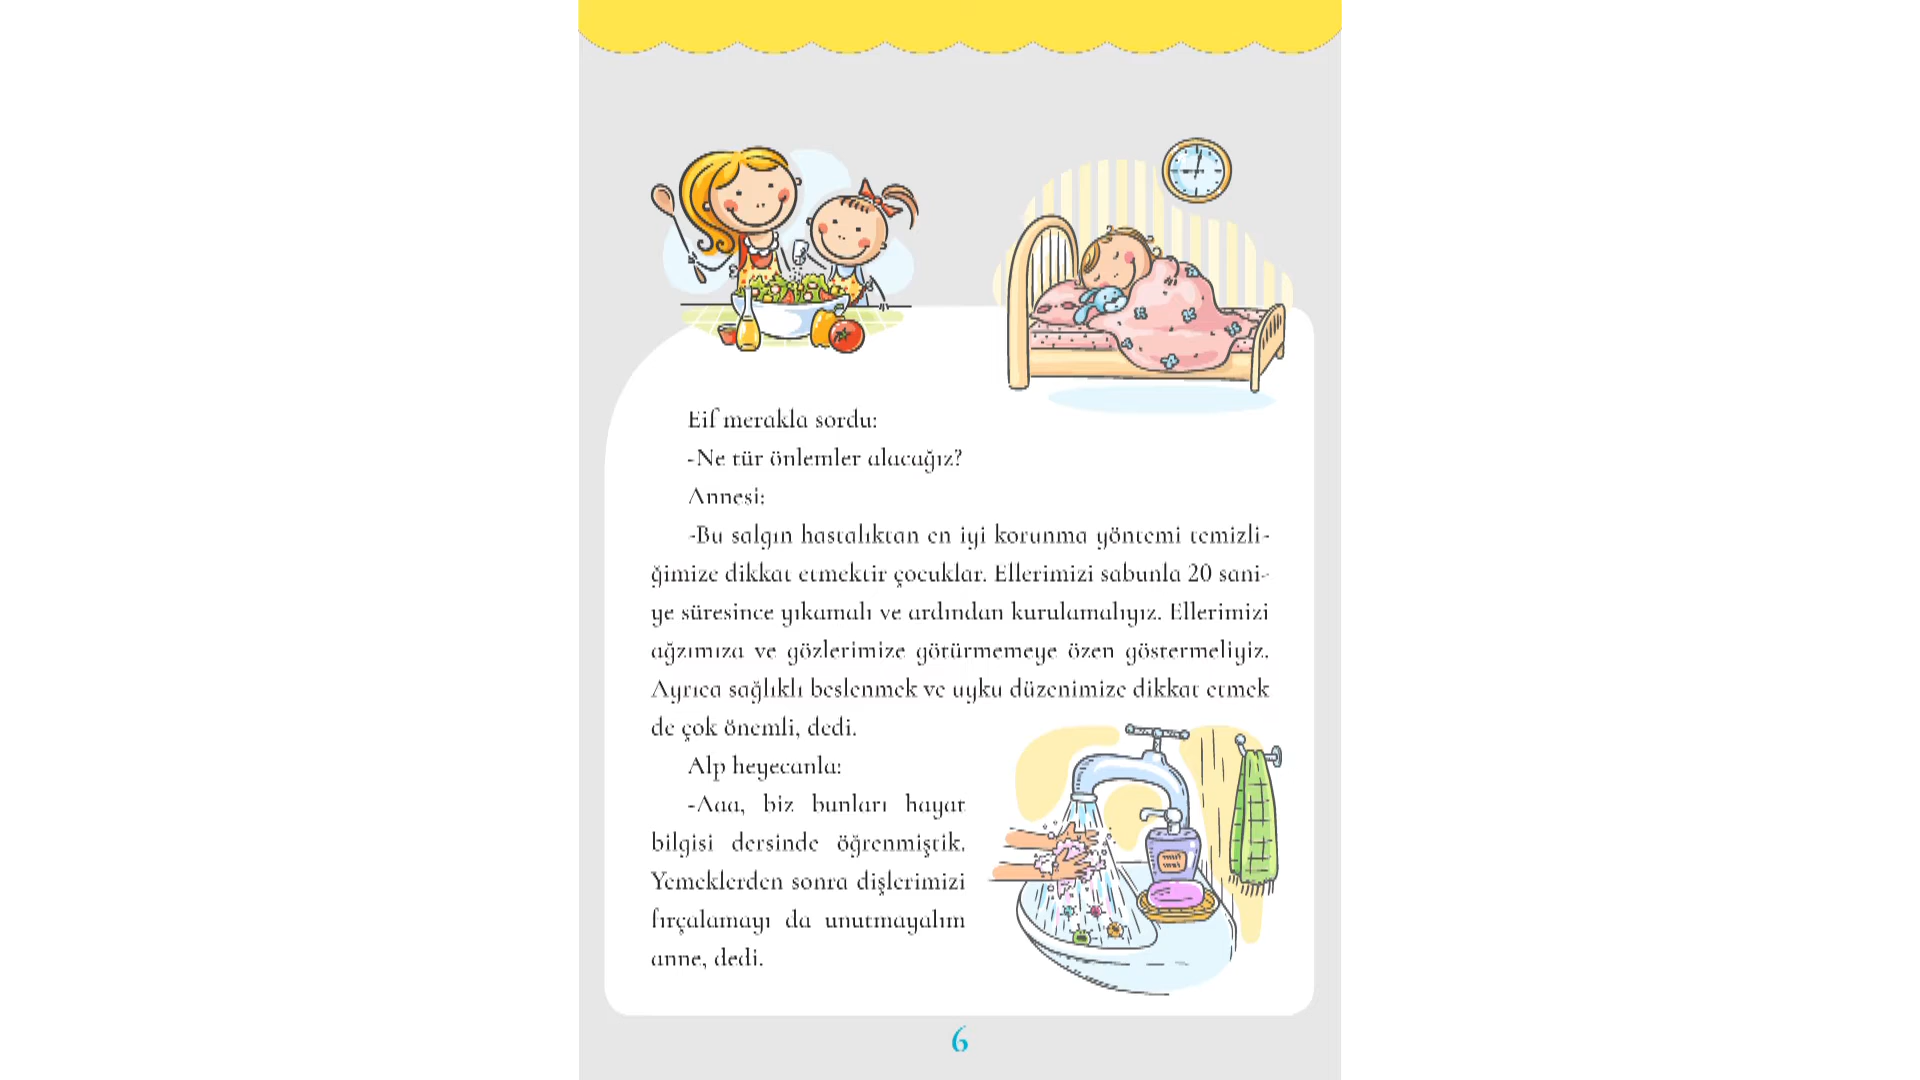 Elif merakla sordu:
-Ne tür önlemler alacağız?
Annesi:
-Bu salgın hastalıktan en iyi korunma yöntemi temizli-
ğimize dikkat etmektir çocuklar. Ellerimizi sabunla 20 sani-
ye süresince yıkamalı ve ardından kurulamalıyız. Ellerimizi
ağzımıza ve gözlerimize götürmemeye özen göstermeliyiz.
Ayrıca sağlıklı beslenmek ve uyku düzenimize dikkat etmek
de çok önemli, dedi.
Alp heyecanla:
-Aaa, biz bunları hayat
bilgisi dersinde öğrenmiştik.
Yemeklerden sonra dişlerimizi
fırçalamayı da unutmayalım
anne, dedi.
6